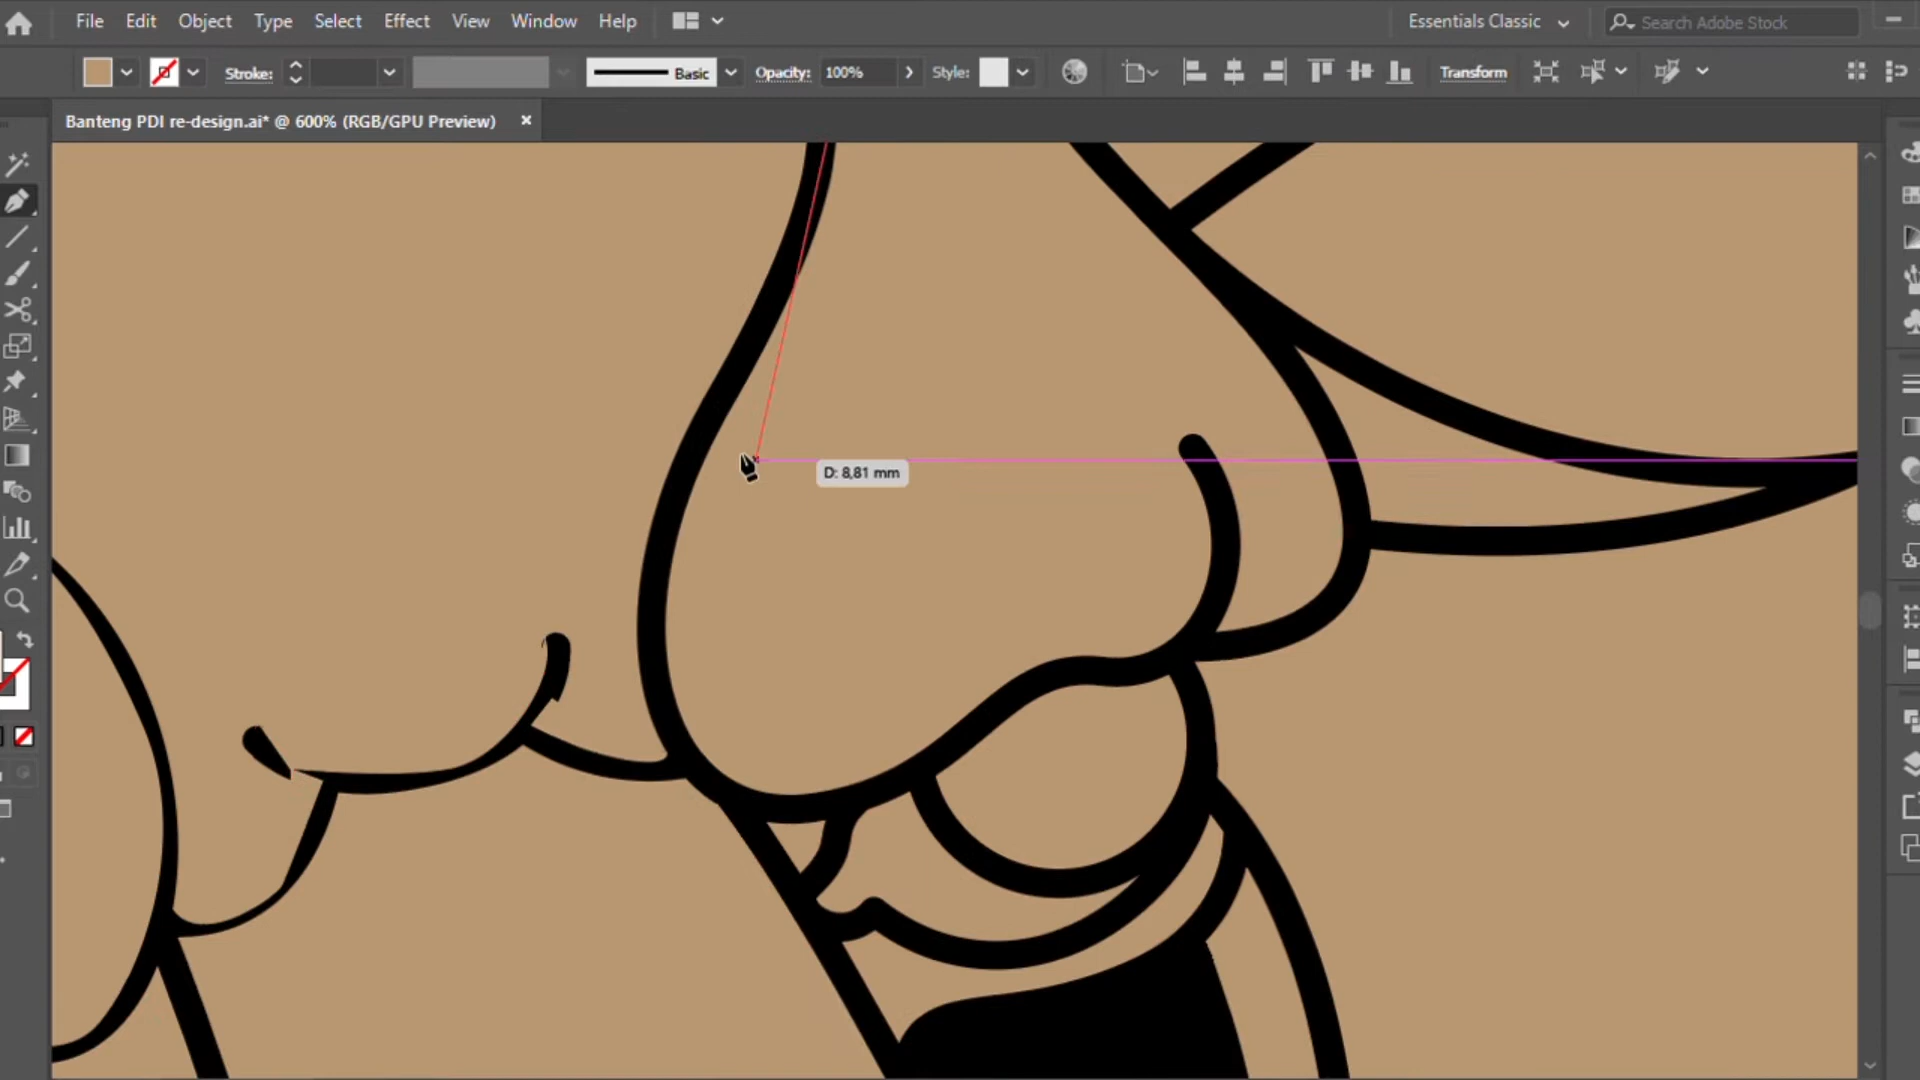 File Edit Object Type Select Effect View Window Help Essentials Classic Search Adobe Stock
Stroke: Basic Opacity: 100% Style: Transform
Banteng PDI re-design.ai* @ 600% (RGB/GPU Preview) ×
D: 8,81 mm